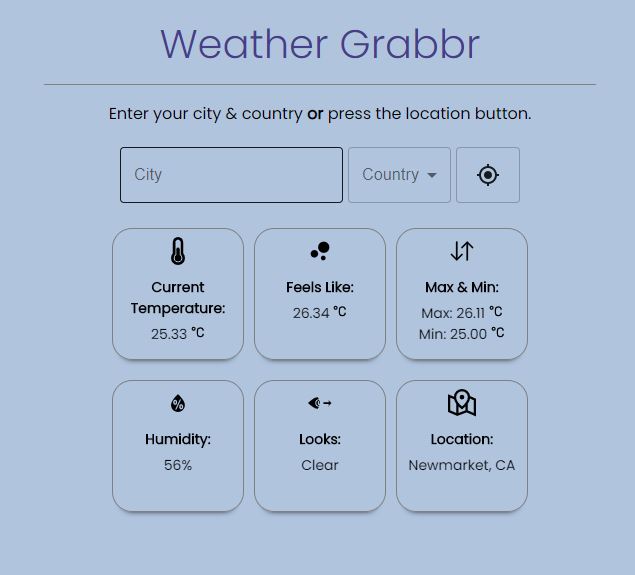 Weather Grabbr
Enter your city & country or press the location button.
City
Country
Current
Temperature:
25.33 °C
Feels Like:
26.34 °C
Max & Min:
Max: 26.11 °C
Min: 25.00 °C
%
Humidity:
56%
Looks:
Clear
Location:
Newmarket, CA